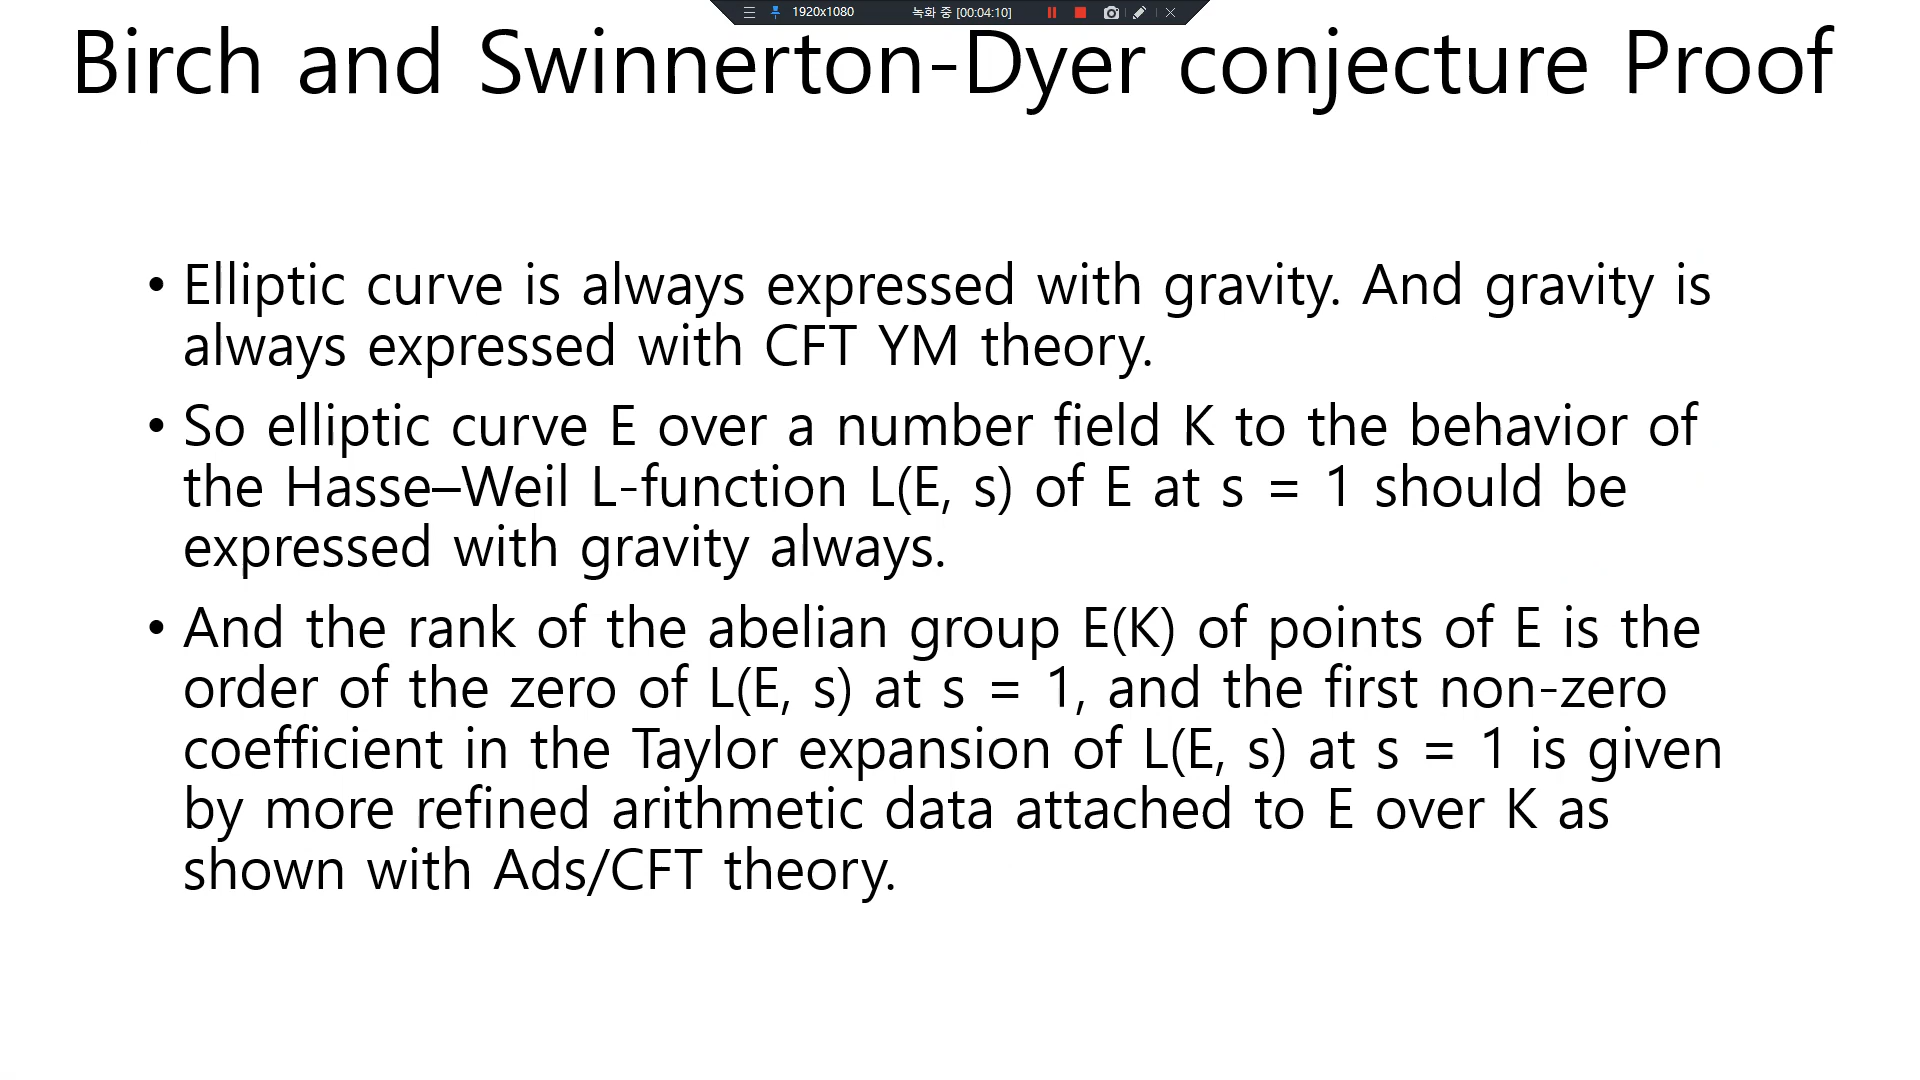 1920x1080 녹화 중 [00:04:10]
Birch and Swinnerton-Dyer conjecture Proof
• Elliptic curve is always expressed with gravity. And gravity is
always expressed with CFT YM theory.
• So elliptic curve E over a number field K to the behavior of
the Hasse–Weil L-function L(E, s) of E at s = 1 should be
expressed with gravity always.
• And the rank of the abelian group E(K) of points of E is the
order of the zero of L(E, s) at s = 1, and the first non-zero
coefficient in the Taylor expansion of L(E, s) at s = 1 is given
by more refined arithmetic data attached to E over K as
shown with Ads/CFT theory.